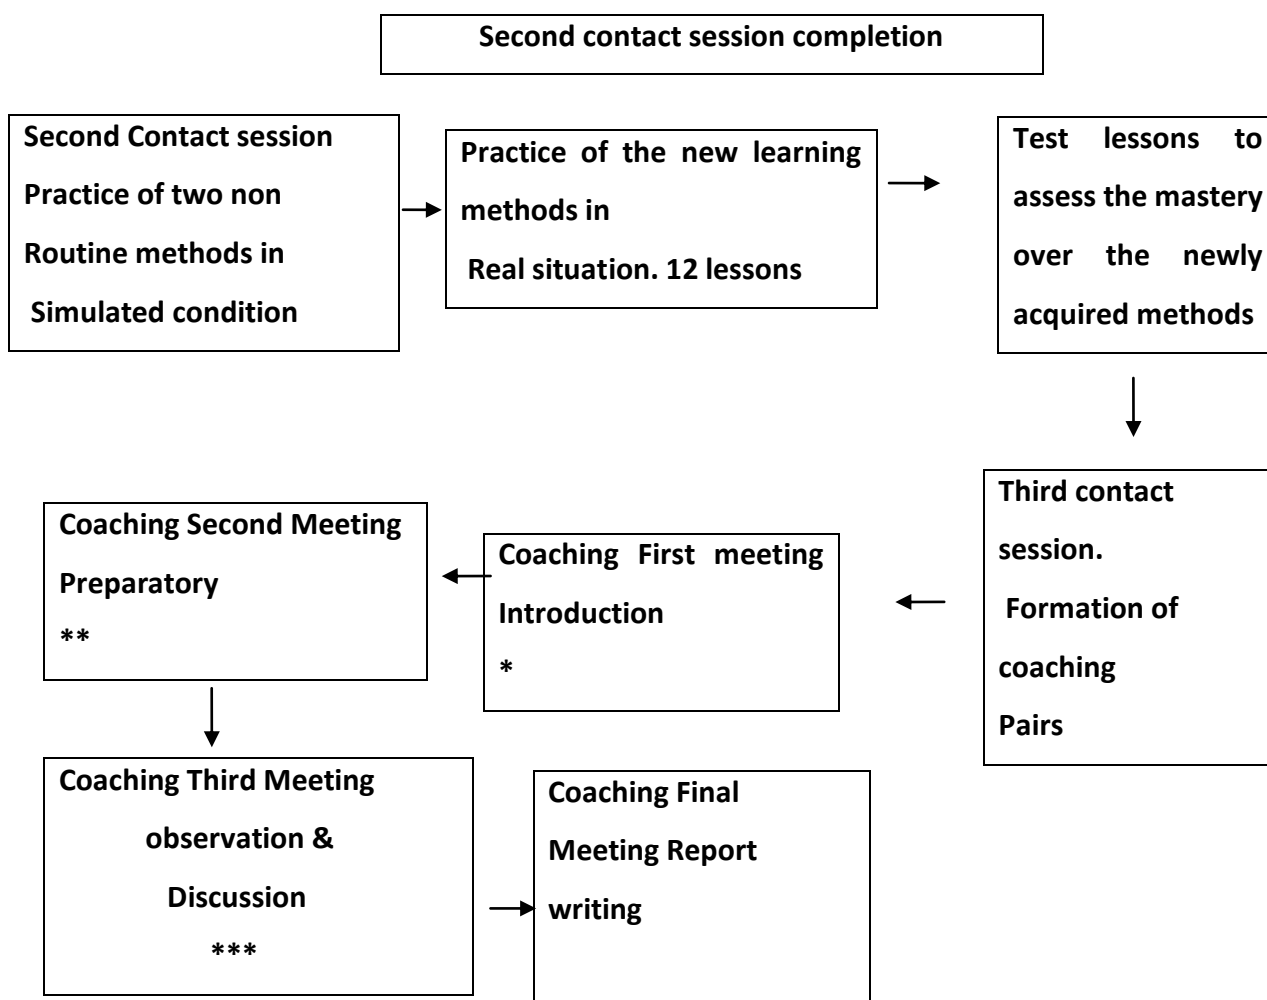 Second contact session completion
Second Contact session
Practice of two non
Routine methods in
Simulated condition
Practice of the new learning
methods in
Real situation. 12 lessons
Test lessons to
assess the mastery
over the newly
acquired methods
Third contact
session.
Formation of
coaching
Pairs
Coaching First meeting
Introduction
*
Coaching Second Meeting
Preparatory
**
Coaching Third Meeting
observation &
Discussion
***
Coaching Final
Meeting Report
writing